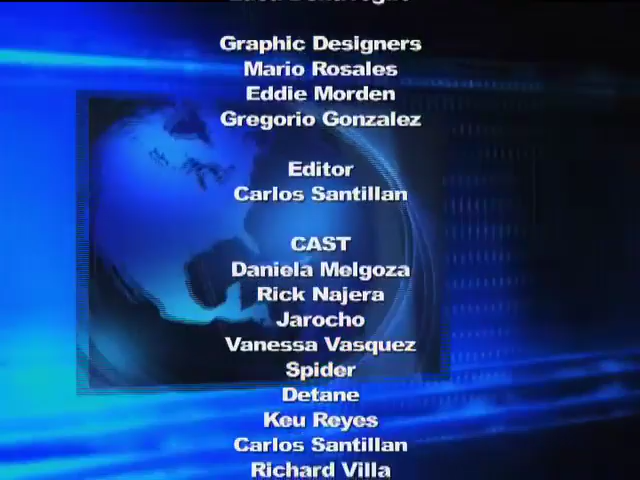 Graphic Designers
Mario Rosales
Eddie Morden
Gregorio Gonzalez
Editor
Carlos Santillan
CAST
Daniela Melgoza
Rick Najera
Jarocho
Vanessa Vasquez
Spider
Detane
Keu Reyes
Carlos Santillan
Richard Villa